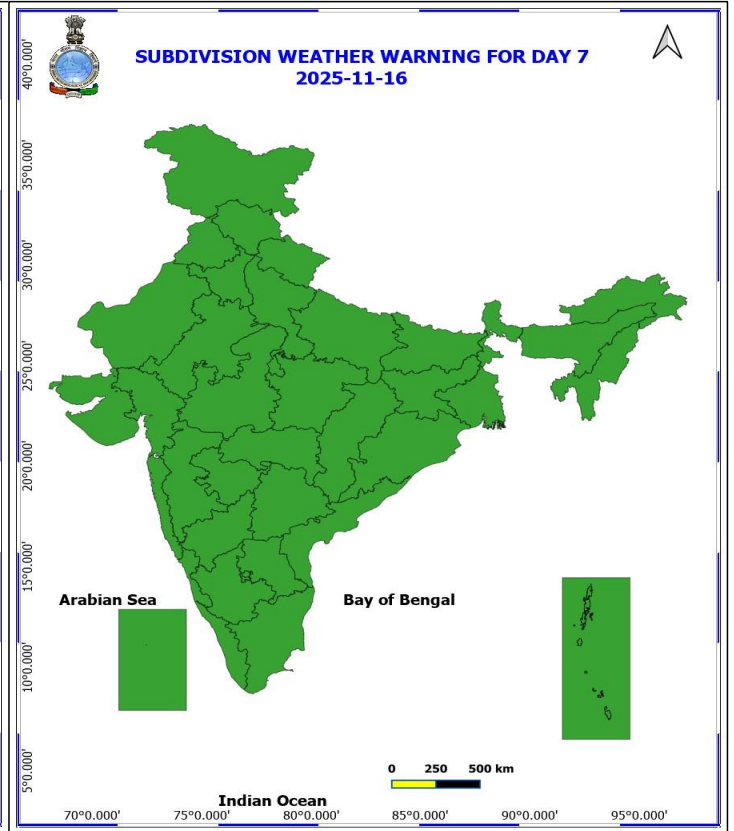 SUBDIVISION WEATHER WARNING FOR DAY 7
2025-11-16
40°0.000'
35°0.000'
30°0.000'
25°0.000'
20°0.000'
15°0.000'
10°0.000'
5°0.000'
Arabian Sea
Bay of Bengal
0 250 500 km
Indian Ocean
70°0.000' 75°0.000' 80°0.000' 85°0.000' 90°0.000' 95°0.000'